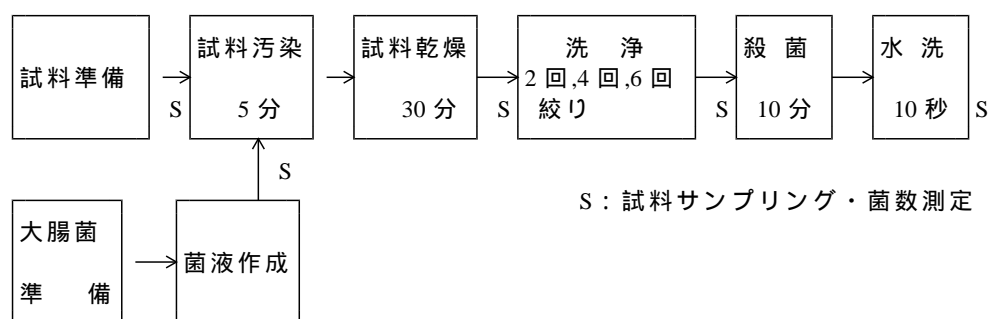 試料準備
S
試料汚染
5分
試料乾燥
30分
S
洗 浄
2回,4回,6回
絞り
S
殺 菌
10分
水 洗
10秒
S
S
S:試料サンプリング・菌数測定
大腸菌
準 備
菌液作成